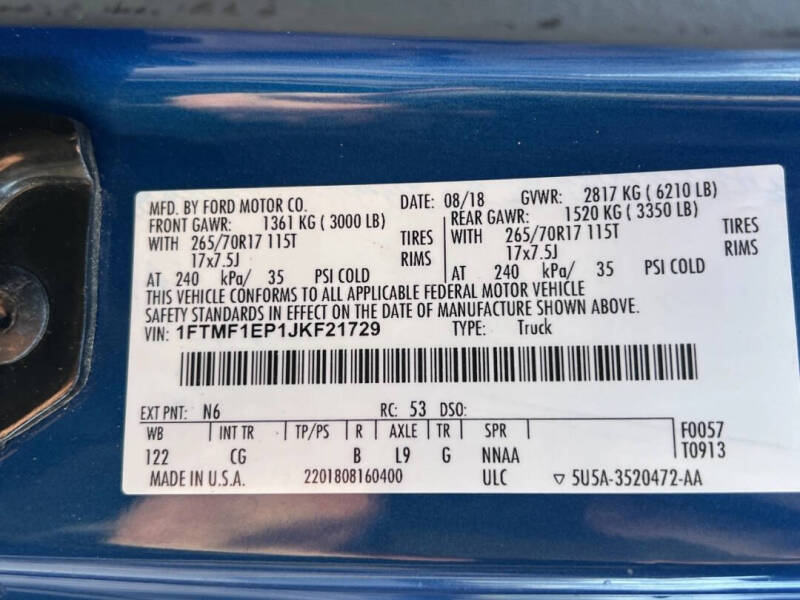 MFD. BY FORD MOTOR CO. DATE: 08/18 GVWR: 2817 KG ( 6210 LB)
FRONT GAWR: 1361 KG ( 3000 LB) REAR GAWR: 1520 KG ( 3350 LB)
WITH 265/70R17 115T TIRES WITH 265/70R17 115T TIRES
17x7.5J RIMS 17x7.5J RIMS
AT 240 kPa/ 35 PSI COLD AT 240 kPa/ 35 PSI COLD
THIS VEHICLE CONFORMS TO ALL APPLICABLE FEDERAL MOTOR VEHICLE
SAFETY STANDARDS IN EFFECT ON THE DATE OF MANUFACTURE SHOWN ABOVE.
VIN: 1FTMF1EP1JKF21729 TYPE: Truck
EXT PNT: N6 RC: 53 DSO:
WB INT TR TP/PS R AXLE TR SPR F0057
122 CG B L9 G NNAA T0913
MADE IN U.S.A. 2201808160400 ULC ▽ 5U5A-3520472-AA